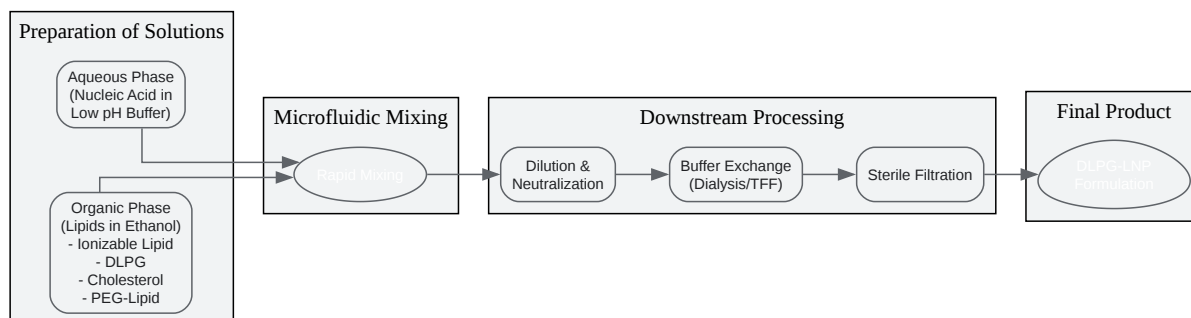 Preparation of Solutions
Aqueous Phase
(Nucleic Acid in
Low pH Buffer)
Organic Phase
(Lipids in Ethanol)
- Ionizable Lipid
- DLPG
- Cholesterol
- PEG-Lipid
Microfluidic Mixing
Rapid Mixing
Downstream Processing
Dilution &
Neutralization
Buffer Exchange
(Dialysis/TFF)
Sterile Filtration
Final Product
DLPG-LNP
Formulation